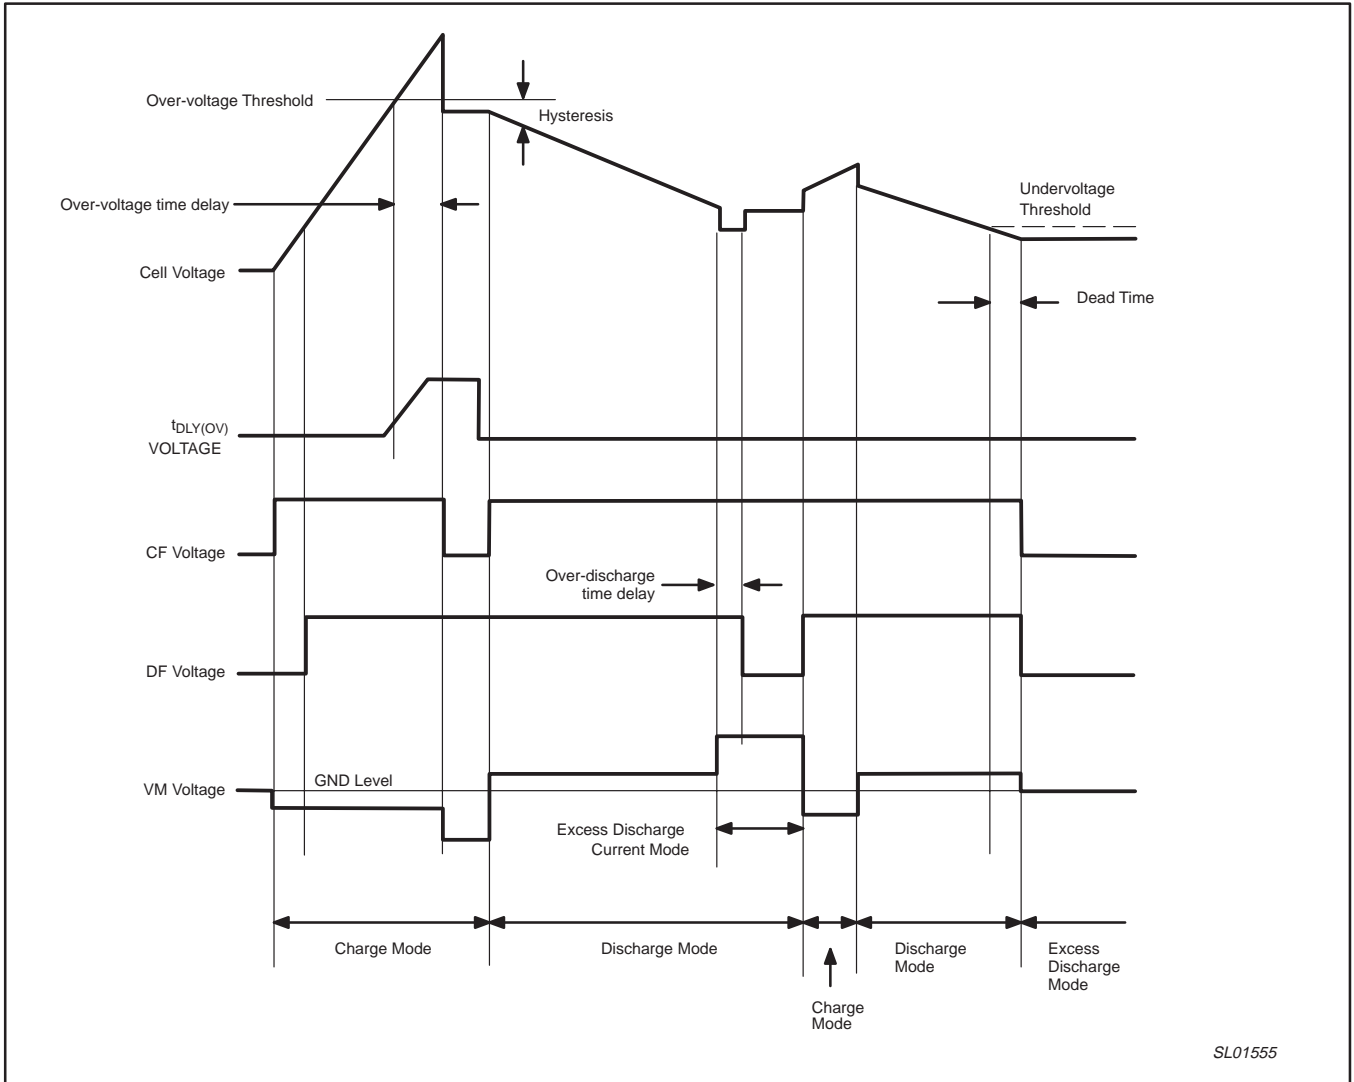 Over-voltage Threshold
Hysteresis
Over-voltage time delay
Undervoltage
Threshold
Cell Voltage
Dead Time
tDLY(OV)
VOLTAGE
CF Voltage
Over-discharge
time delay
DF Voltage
GND Level
VM Voltage
Excess Discharge
Current Mode
Charge Mode
Discharge Mode
Discharge
Mode
Excess
Discharge
Mode
Charge
Mode
SL01555